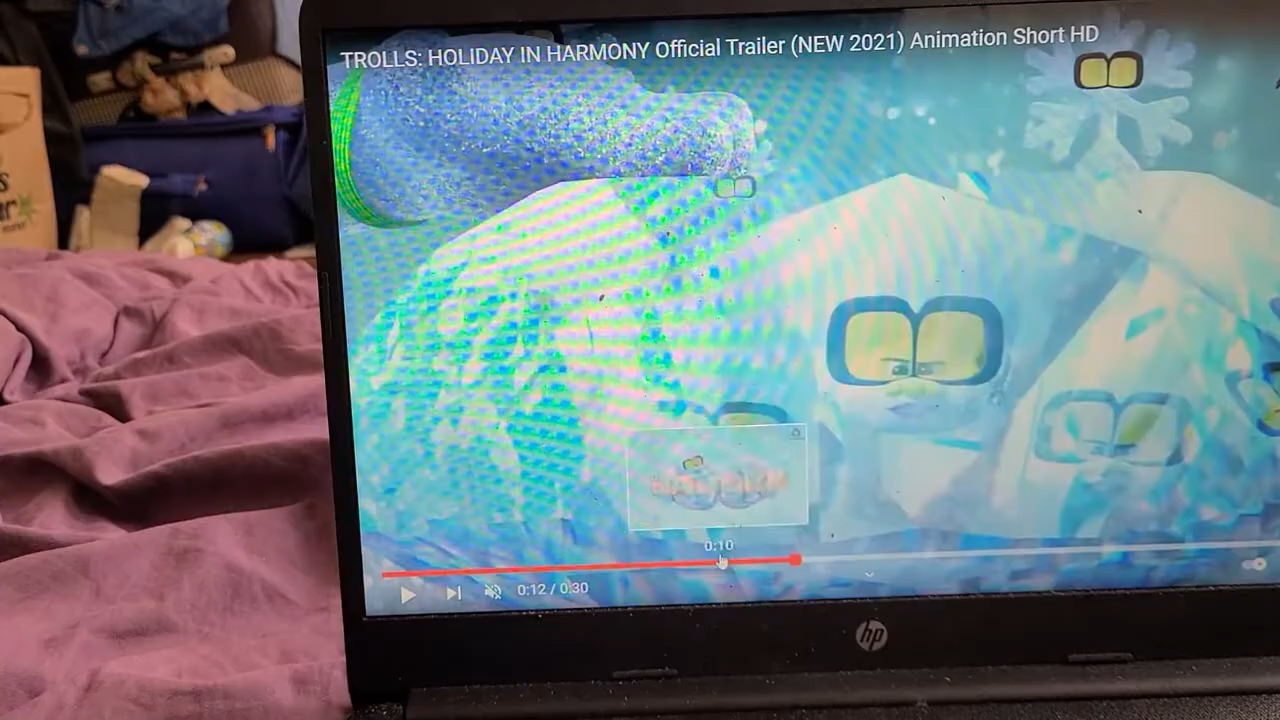 TROLLS: HOLIDAY IN HARMONY Official Trailer (NEW 2021) Animation Short HD
0:10
0:12 / 0:30
hp